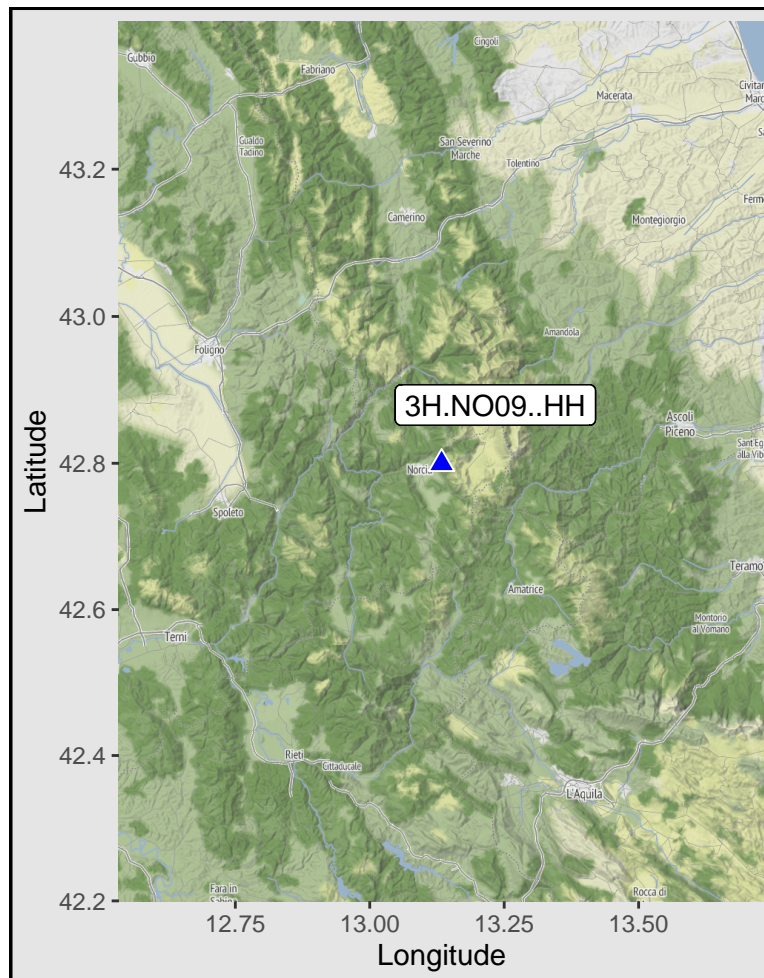 Gubbio
Fabriano
Cingoli
Macerata
Civitan
Marc
Gualdo
Tadino
San Severino
Marche
Tolentino
Camerino
Montegiorgio
Ferm
Foligno
Amandola
3H.NO09..HH
Ascoli
Piceno
Sant'Eg
alla Vib
Norcia
Spoleto
Amatrice
Teramo
Montorio
al Vomano
Terni
Rieti
Cittaducale
L'Aquila
Fara in
Sabin
Rocca di
43.2
43.0
42.8
42.6
42.4
42.2
12.75
13.00
13.25
13.50
Latitude
Longitude